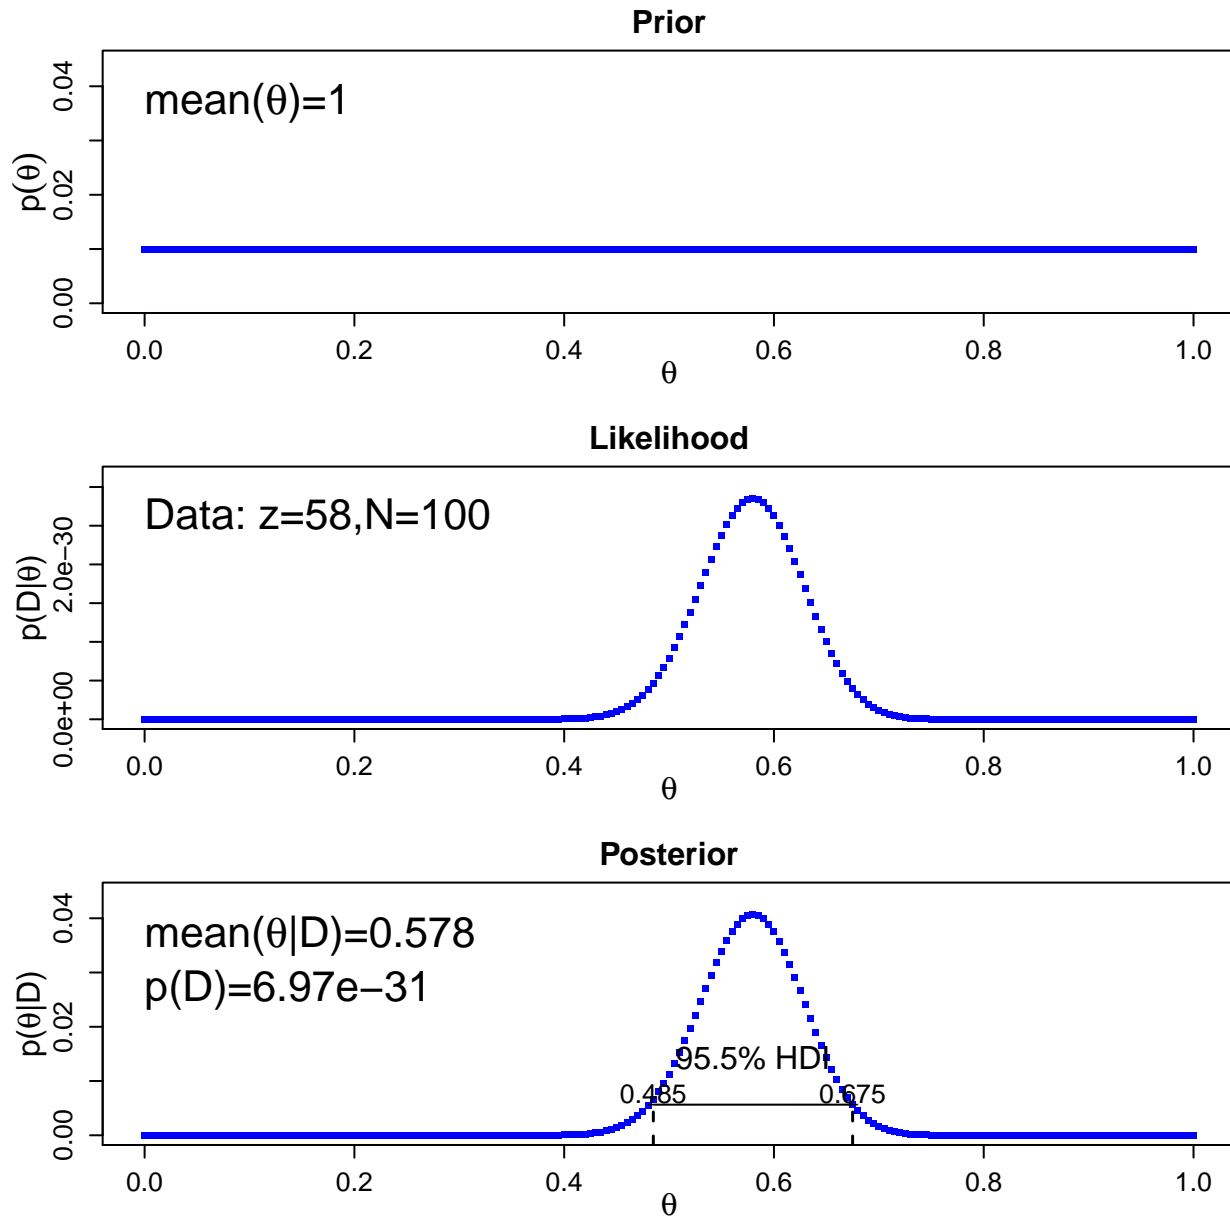 Prior
mean(θ)=1
p(θ)
0.04
0.02
0.00
0.0 0.2 0.4 0.6 0.8 1.0
θ
Likelihood
Data: z=58,N=100
p(D|θ)
2.0e−30
0.0e+00
0.0 0.2 0.4 0.6 0.8 1.0
θ
Posterior
mean(θ|D)=0.578
p(D)=6.97e−31
p(θ|D)
0.04
0.02
0.00
95.5% HDI
0.485 0.675
0.0 0.2 0.4 0.6 0.8 1.0
θ